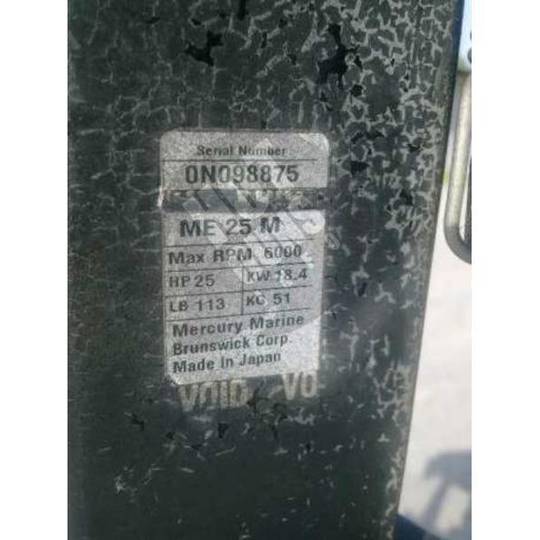 Serial Number
0N098875
ME 25 M
Max RPM 6000
HP 25 KW 18.4
LB 113 KG 51
Mercury Marine
Brunswick Corp.
Made In Japan
VOID VO